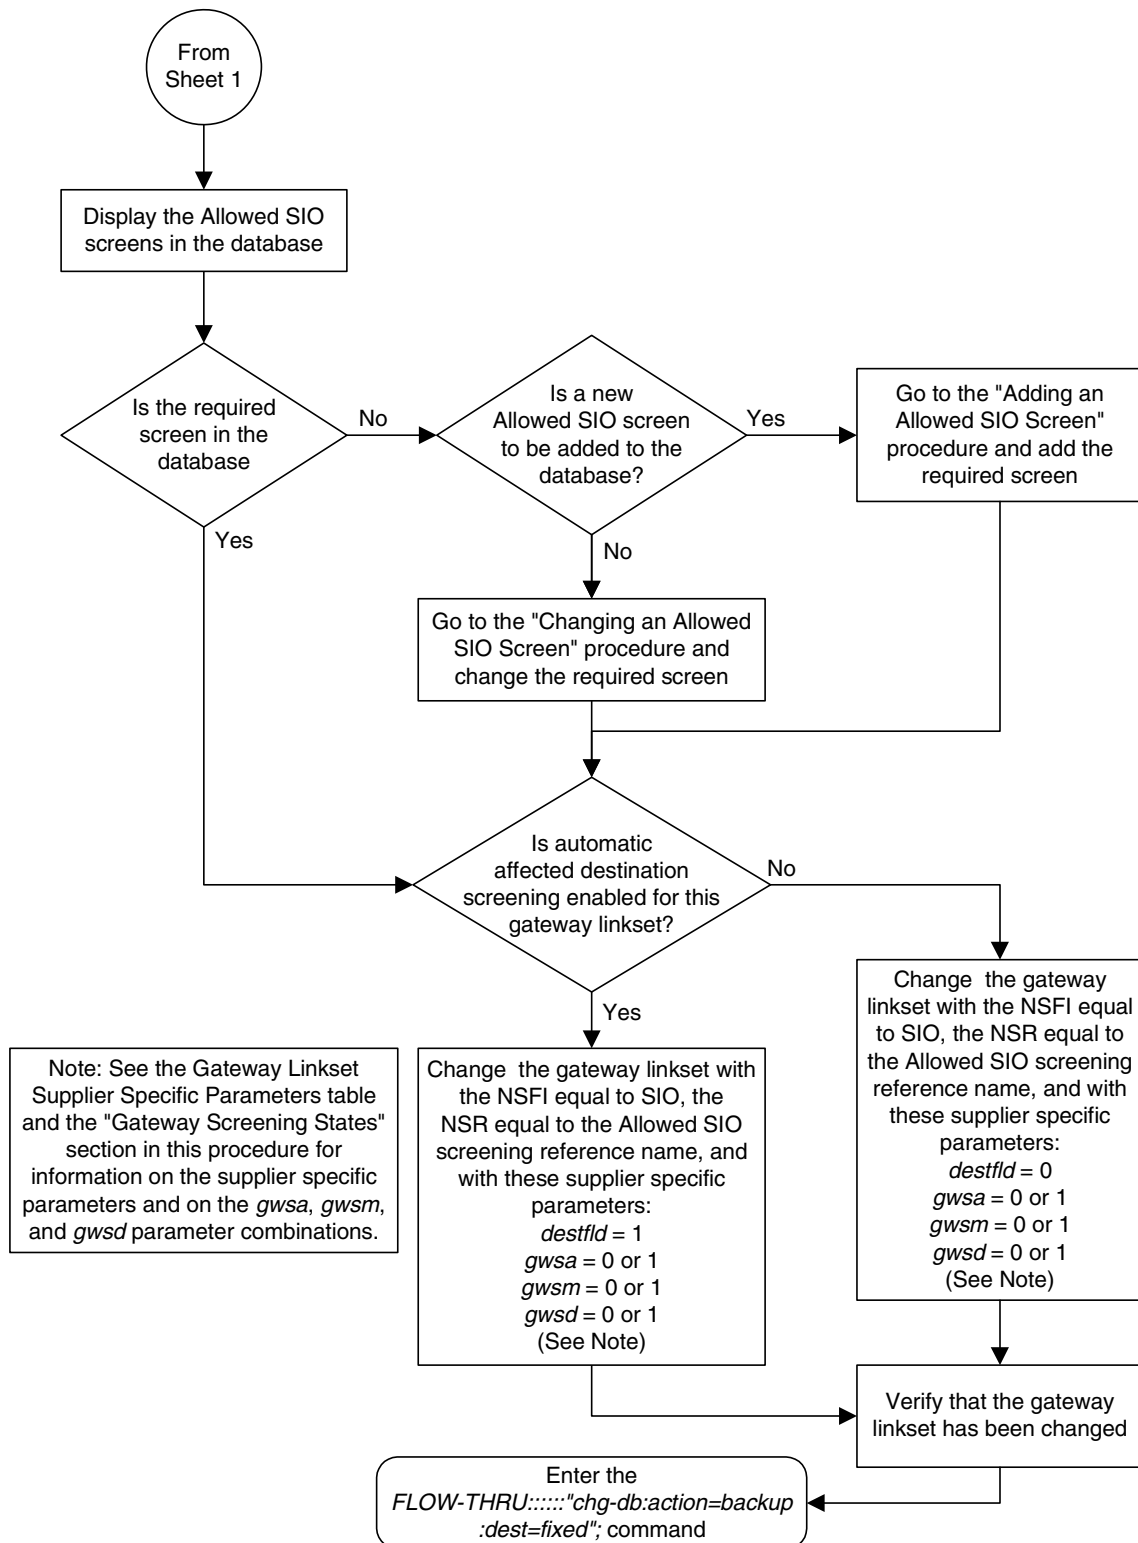 From
Sheet 1
Display the Allowed SIO
screens in the database
Is the required
screen in the
database
No
Yes
Is a new
Allowed SIO screen
to be added to the
database?
Yes
No
Go to the "Adding an
Allowed SIO Screen"
procedure and add the
required screen
Go to the "Changing an Allowed
SIO Screen" procedure and
change the required screen
Is automatic
affected destination
screening enabled for this
gateway linkset?
No
Yes
Change the gateway
linkset with the NSFI equal
to SIO, the NSR equal to
the Allowed SIO screening
reference name, and with
these supplier specific
parameters:
destfld = 0
gwsa = 0 or 1
gwsm = 0 or 1
gwsd = 0 or 1
(See Note)
Note: See the Gateway Linkset
Supplier Specific Parameters table
and the "Gateway Screening States"
section in this procedure for
information on the supplier specific
parameters and on the gwsa, gwsm,
and gwsd parameter combinations.
Change the gateway linkset with
the NSFI equal to SIO, the
NSR equal to the Allowed SIO
screening reference name, and
with these supplier specific
parameters:
destfld = 1
gwsa = 0 or 1
gwsm = 0 or 1
gwsd = 0 or 1
(See Note)
Verify that the gateway
linkset has been changed
Enter the
FLOW-THRU::::::"chg-db:action=backup
:dest=fixed"; command